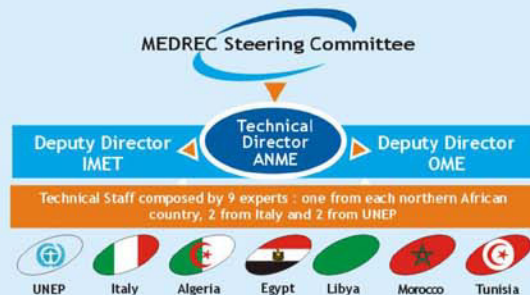 MEDREC Steering Committee
Technical
Director
ANME
Deputy Director
IMET
Deputy Director
OME
Technical Staff composed by 9 experts : one from each northern African
country, 2 from Italy and 2 from UNEP
UNEP Italy Algeria Egypt Libya Morocco Tunisia